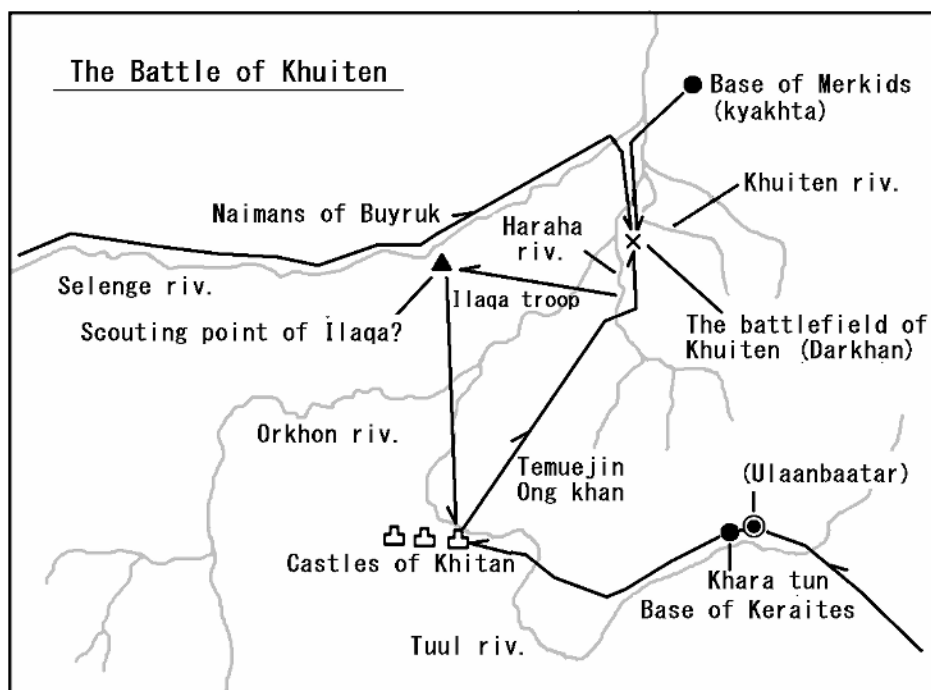 The Battle of Khuiten
Base of Merkids
(kyakhta)
Khuiten riv.
Naimans of Buyruk
Haraha
riv.
Selenge riv.
Ilaqa troop
Scouting point of Ilaqa?
The battlefield of
Khuiten (Darkhan)
Orkhon riv.
Temuejin
Ong khan
(Ulaanbaatar)
Castles of Khitan
Khara tun
Base of Keraites
Tuul riv.